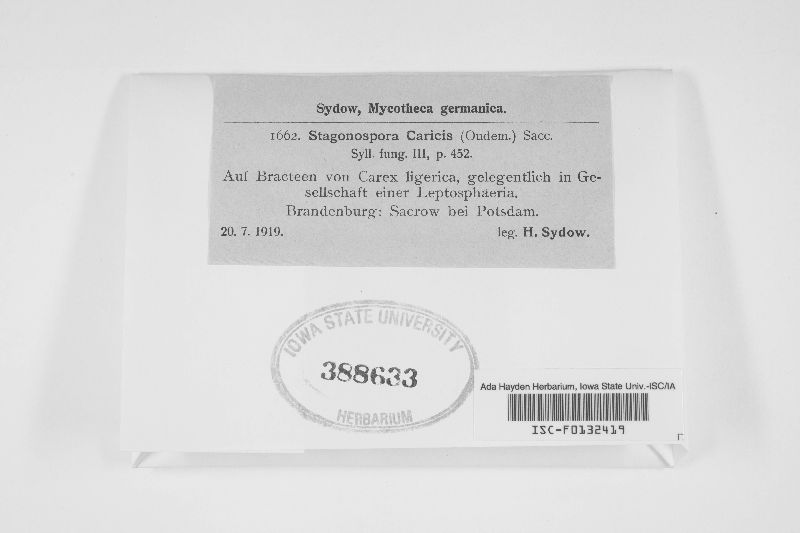 Sydow, Mycotheca germanica.
1662. Stagonospora Caricis (Oudem.) Sacc.
Syll. fung. III, p. 452.
Auf Bracteen von Carex ligerica, gelegentlich in Ge-
sellschaft einer Leptosphaeria.
Brandenburg: Sacrow bei Potsdam.
20. 7. 1919. leg. H. Sydow.
IOWA STATE UNIVERSITY
388633
HERBARIUM
Ada Hayden Herbarium, Iowa State Univ.-ISC/IA
ISC-F0132419